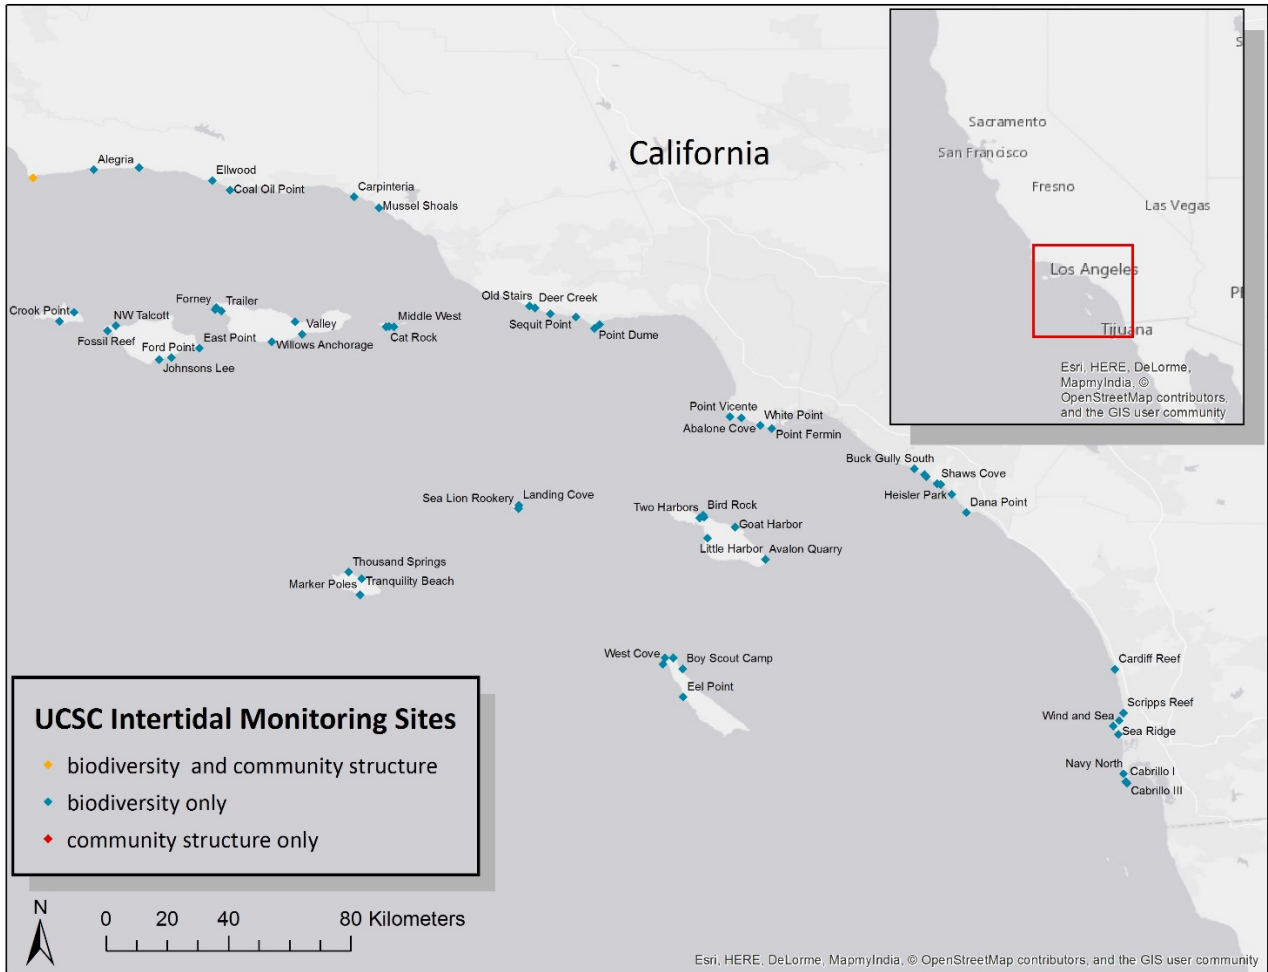 California
Alegria
Ellwood
Coal Oil Point
Carpinteria
Mussel Shoals
Crook Point
NW Talcott
Fossil Reef
Forney
Trailer
Ford Point
East Point
Johnsons Lee
Valley
Willows Anchorage
Middle West
Cat Rock
Old Stairs
Deer Creek
Sequit Point
Point Dume
Point Vicente
White Point
Abalone Cove
Point Fermin
Buck Gully South
Shaws Cove
Heisler Park
Dana Point
Sea Lion Rookery
Landing Cove
Two Harbors
Bird Rock
Goat Harbor
Little Harbor
Avalon Quarry
Thousand Springs
Marker Poles
Tranquility Beach
West Cove
Boy Scout Camp
Eel Point
Cardiff Reef
Scripps Reef
Wind and Sea
Sea Ridge
Navy North
Cabrillo I
Cabrillo III
Sacramento
San Francisco
Fresno
Las Vegas
Los Angeles
Tijuana
Esri, HERE, DeLorme,
MapmyIndia, ©
OpenStreetMap contributors,
and the GIS user community
UCSC Intertidal Monitoring Sites
biodiversity and community structure
biodiversity only
community structure only
N
0 20 40 80 Kilometers
Esri, HERE, DeLorme, MapmyIndia, © OpenStreetMap contributors, and the GIS user community